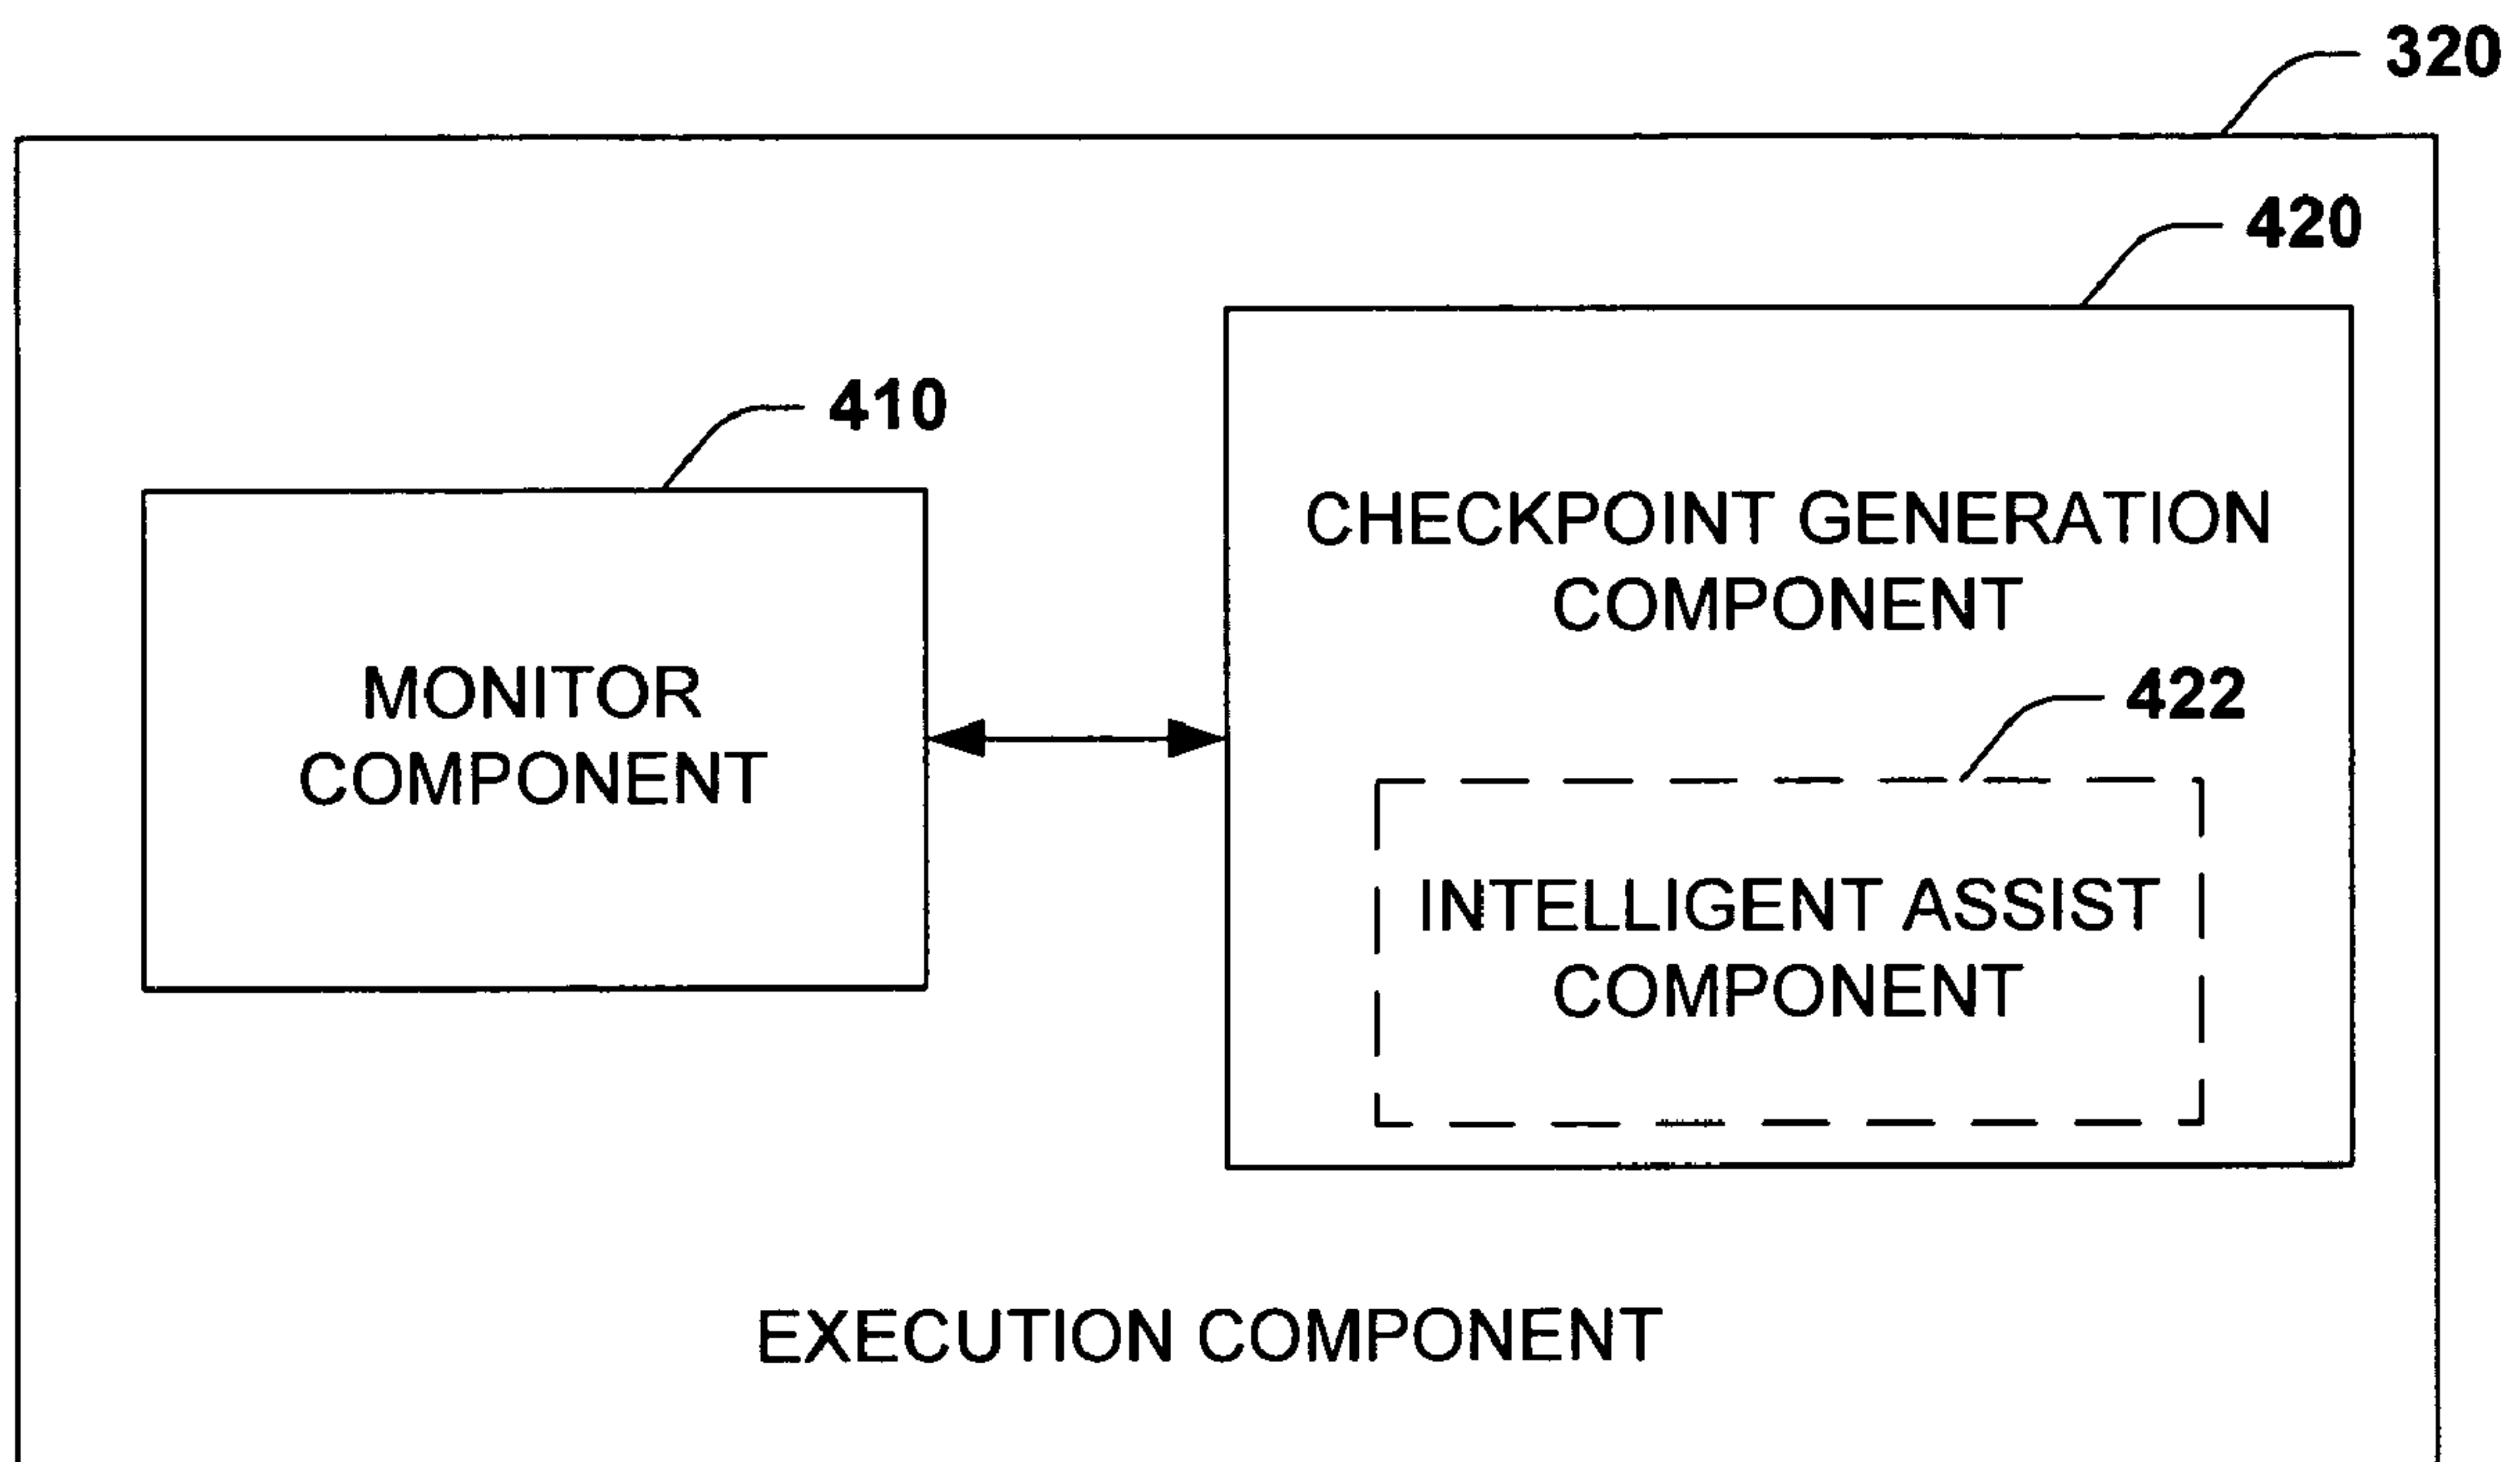 320
420
410
CHECKPOINT GENERATION
COMPONENT
MONITOR
COMPONENT
422
INTELLIGENT ASSIST
COMPONENT
EXECUTION COMPONENT